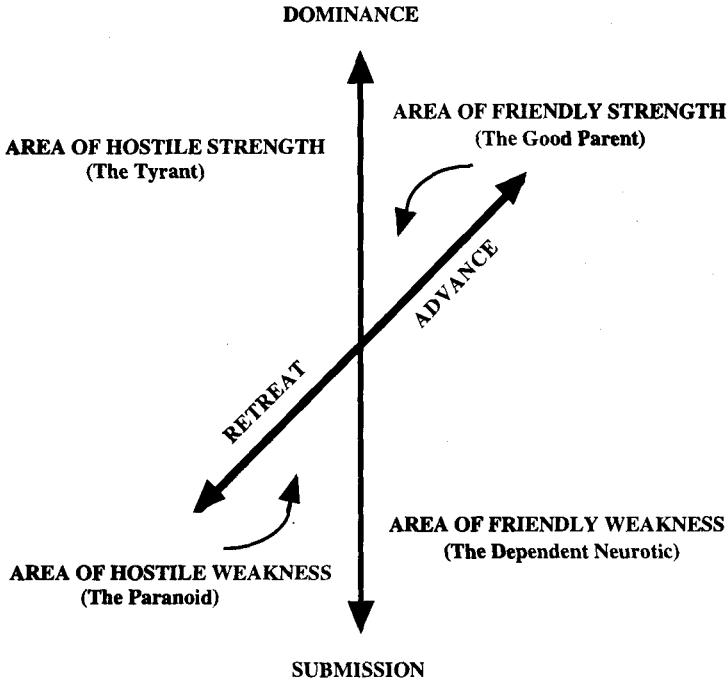 DOMINANCE
AREA OF FRIENDLY STRENGTH
(The Good Parent)
AREA OF HOSTILE STRENGTH
(The Tyrant)
ADVANCE
RETREAT
AREA OF FRIENDLY WEAKNESS
(The Dependent Neurotic)
AREA OF HOSTILE WEAKNESS
(The Paranoid)
SUBMISSION